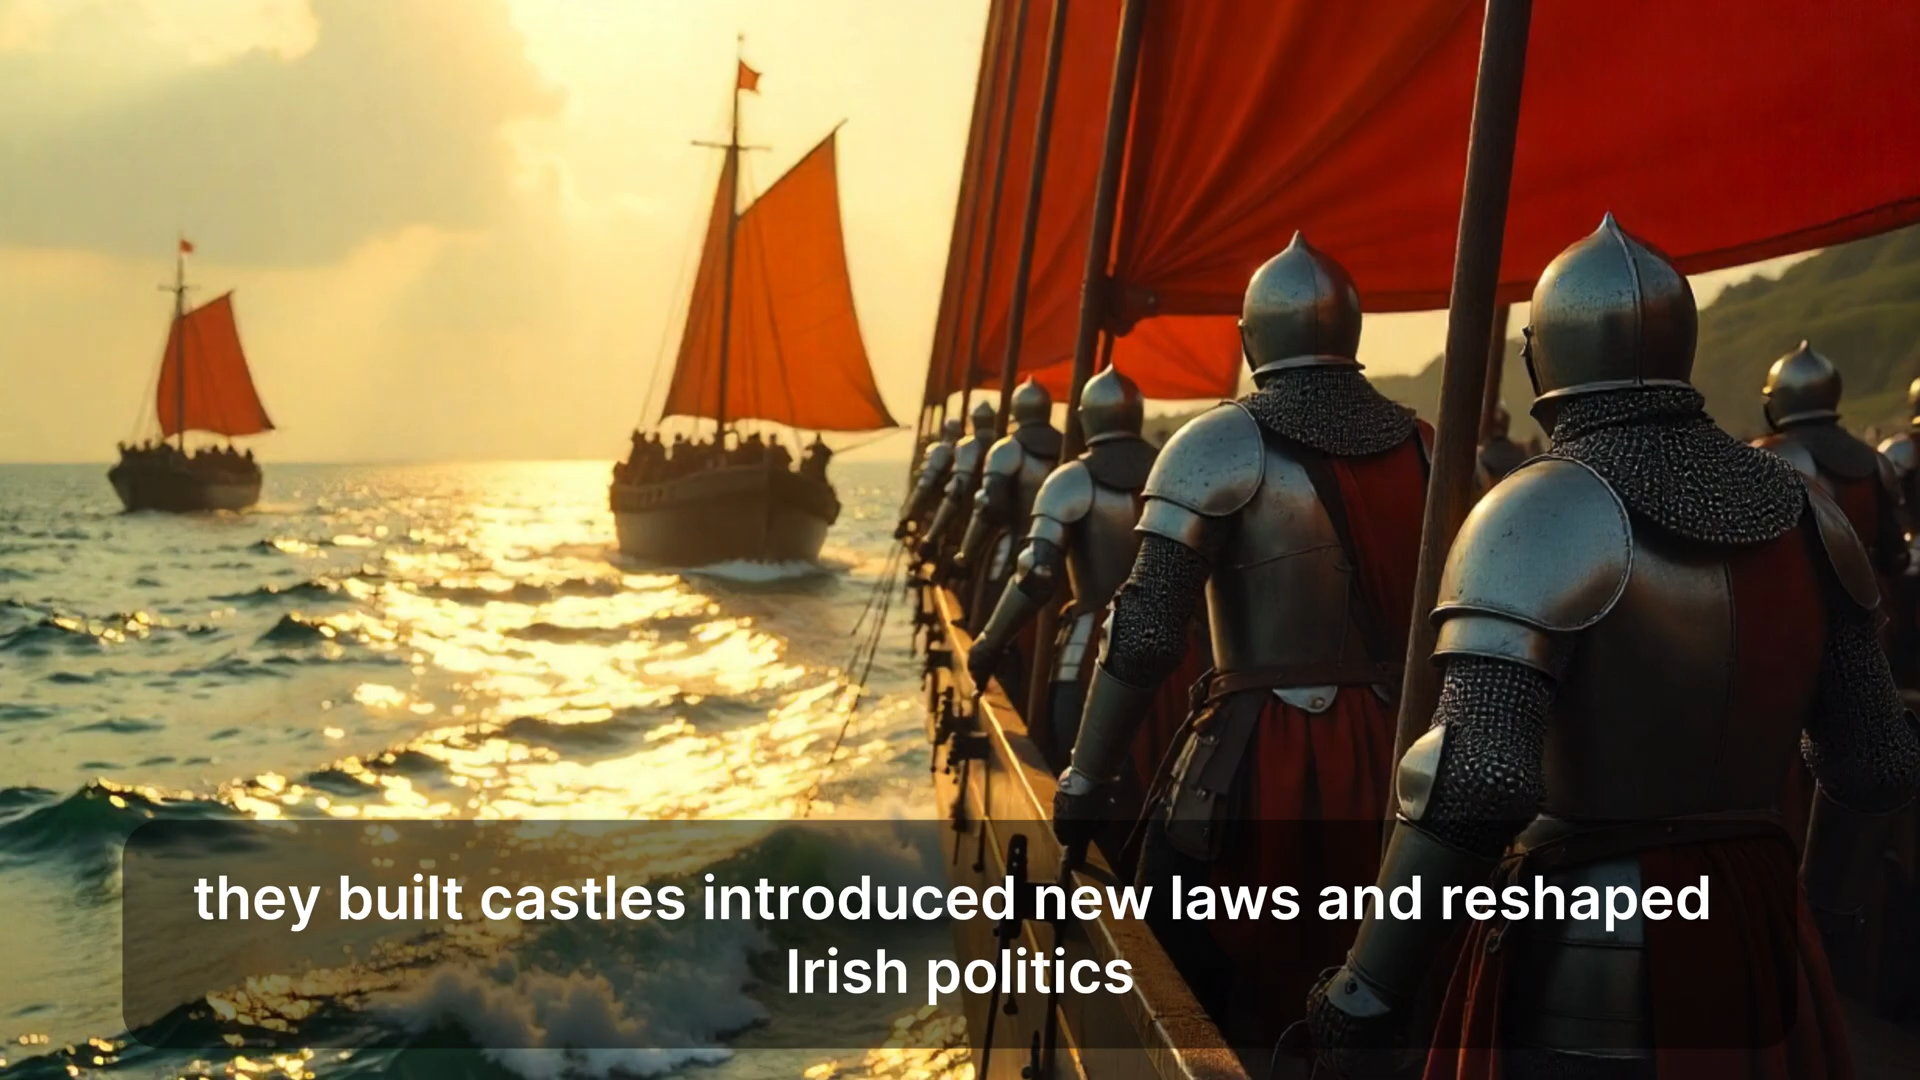 they built castles introduced new laws and reshaped
Irish politics